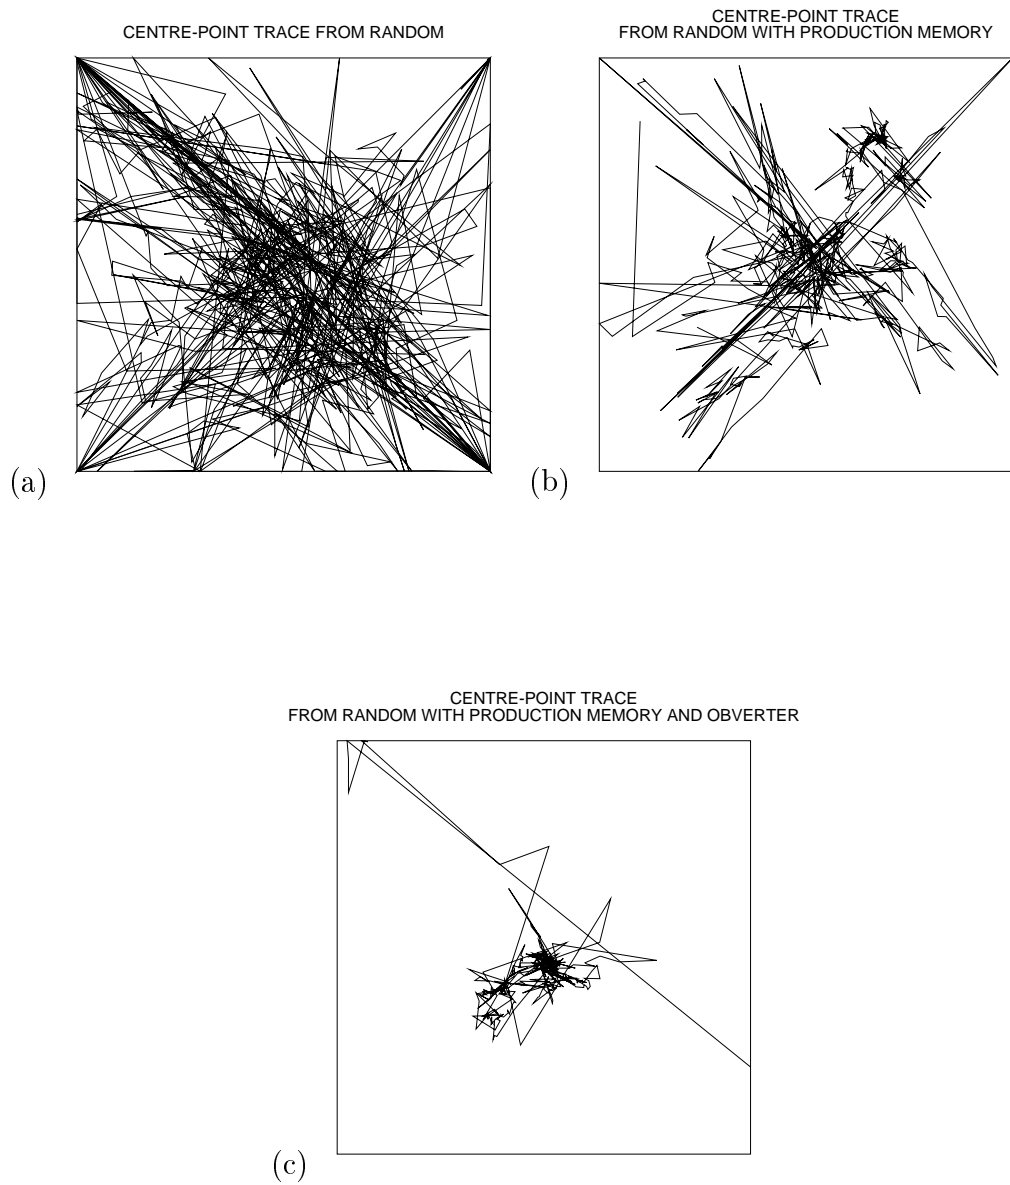 CENTRE-POINT TRACE FROM RANDOM
CENTRE-POINT TRACE
FROM RANDOM WITH PRODUCTION MEMORY
(a)
(b)
CENTRE-POINT TRACE
FROM RANDOM WITH PRODUCTION MEMORY AND OBVERTER
(c)